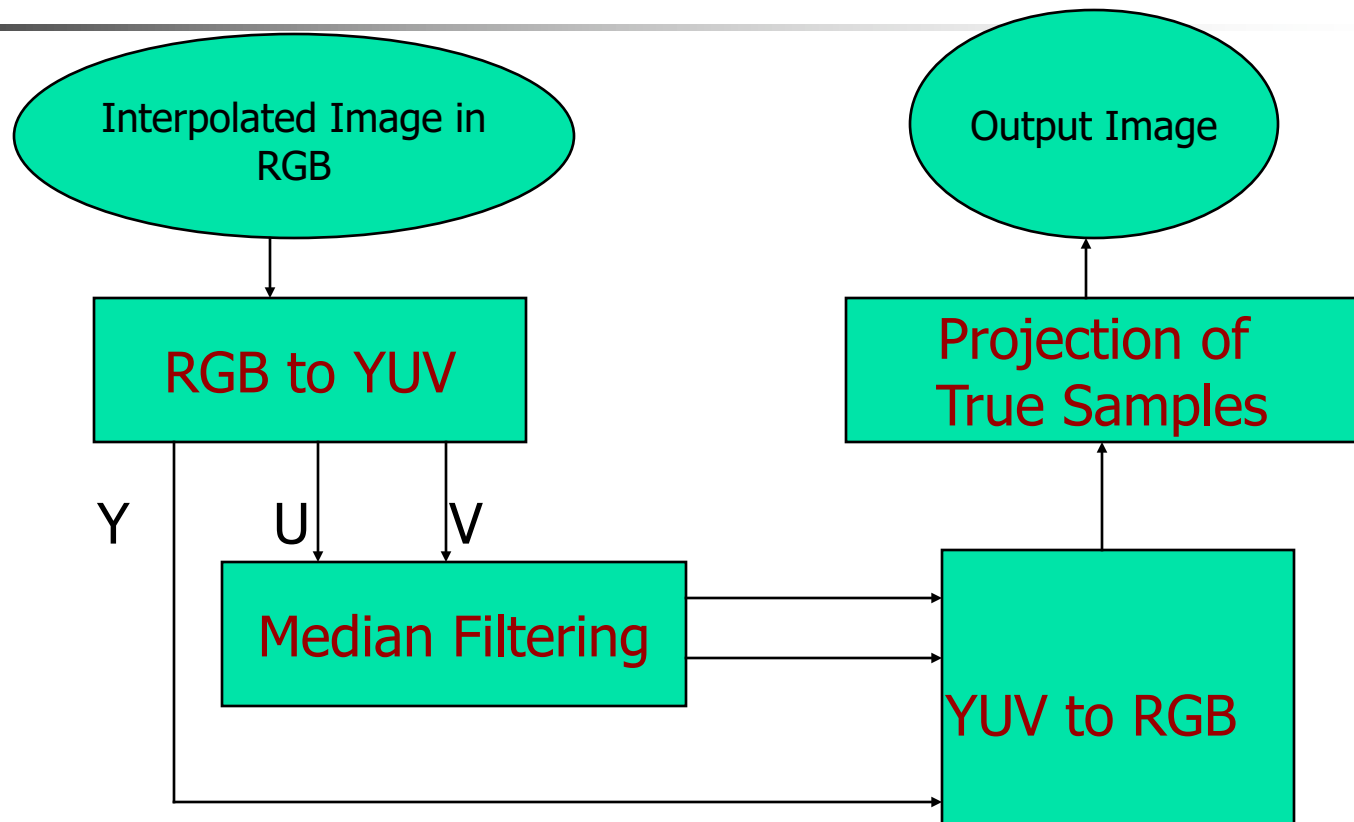 Interpolated Image in
RGB
Output Image
RGB to YUV
Projection of
True Samples
Y
U
V
Median Filtering
YUV to RGB